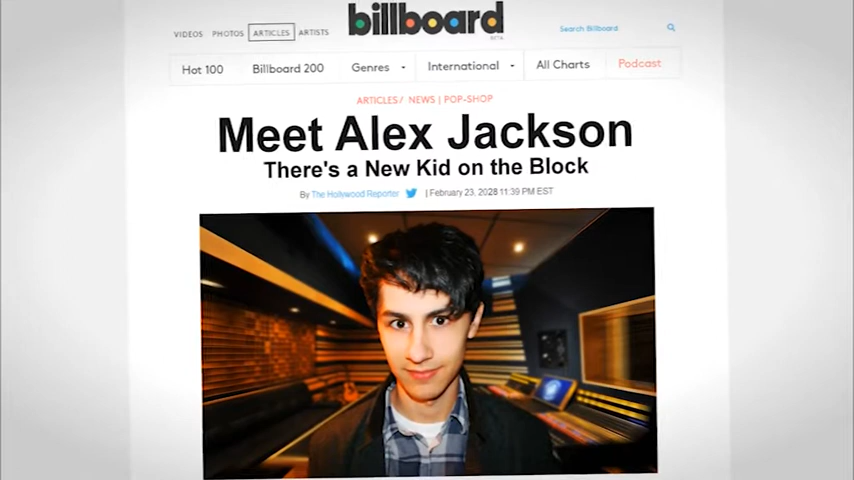 billboard
BETA
VIDEOS PHOTOS ARTICLES ARTISTS
Search Billboard
Hot 100 Billboard 200 Genres International All Charts Podcast
ARTICLES / NEWS | POP-SHOP
Meet Alex Jackson
There's a New Kid on the Block
By The Hollywood Reporter | February 23, 2028 11:39 PM EST